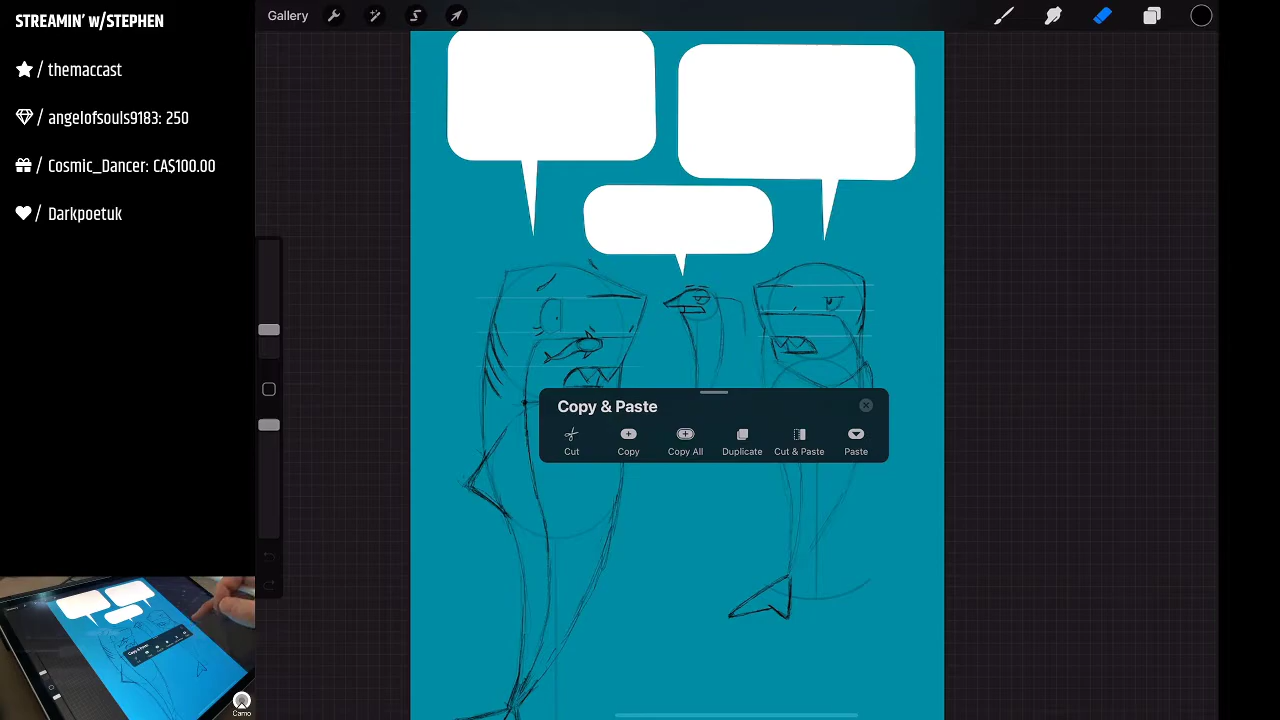 STREAMIN' w/STEPHEN
/ themaccast
/ angelofsouls9183: 250
/ Cosmic_Dancer: CA$100.00
/ Darkpoetuk
Gallery
Copy & Paste
Cut
Copy
Copy All
Duplicate
Cut & Paste
Paste
Camo